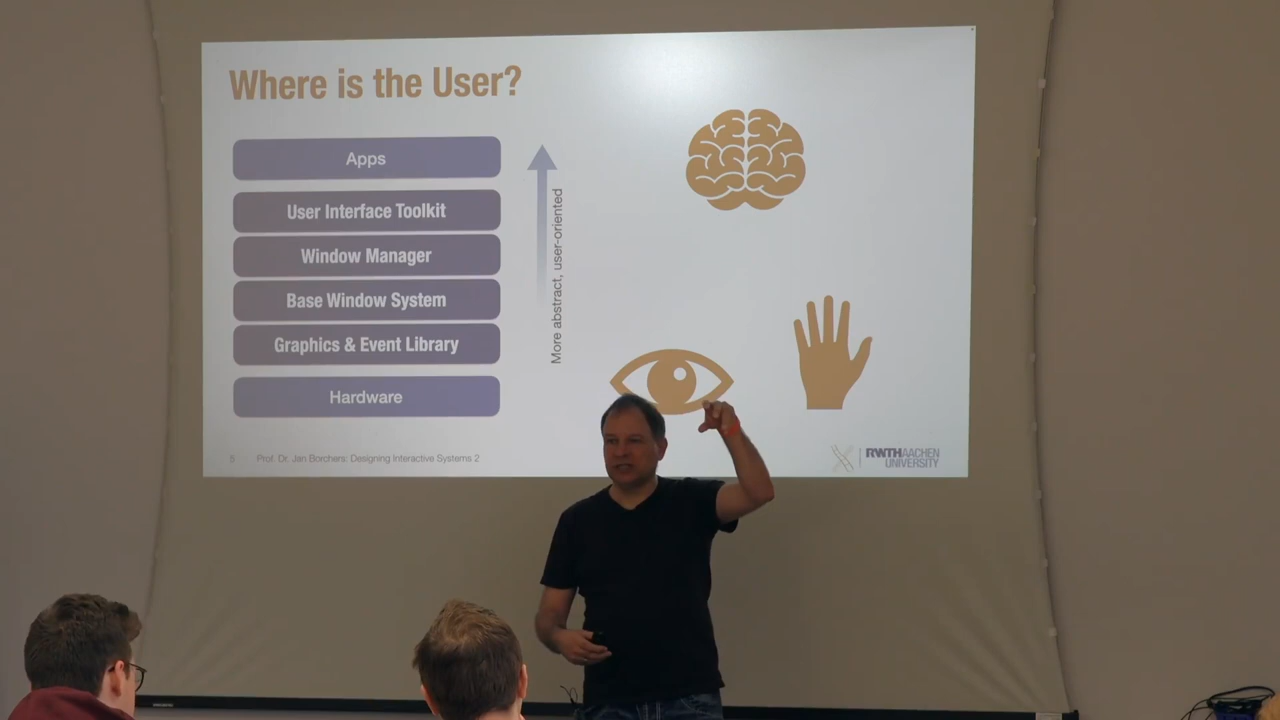 Where is the User?
Apps
User Interface Toolkit
Window Manager
Base Window System
Graphics & Event Library
Hardware
More abstract, user-oriented
5 Prof. Dr. Jan Borchers: Designing Interactive Systems 2
RWTHAACHEN
UNIVERSITY